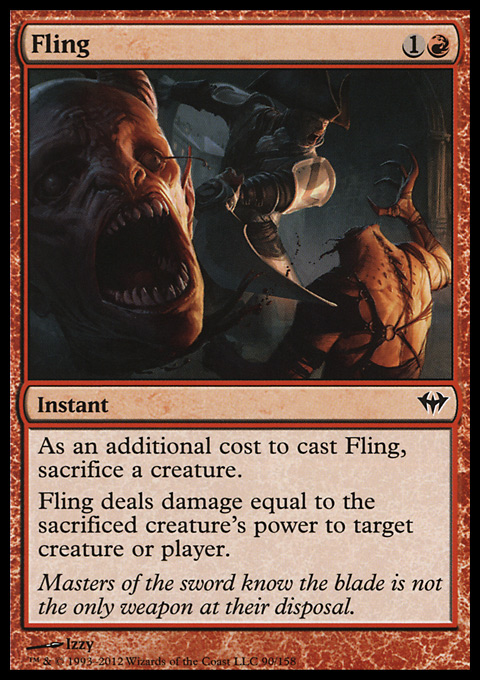 Fling 1
Instant
As an additional cost to cast Fling,
sacrifice a creature.
Fling deals damage equal to the
sacrificed creature's power to target
creature or player.
Masters of the sword know the blade is not
the only weapon at their disposal.
Izzy
™ & © 1993–2012 Wizards of the Coast LLC 90/158